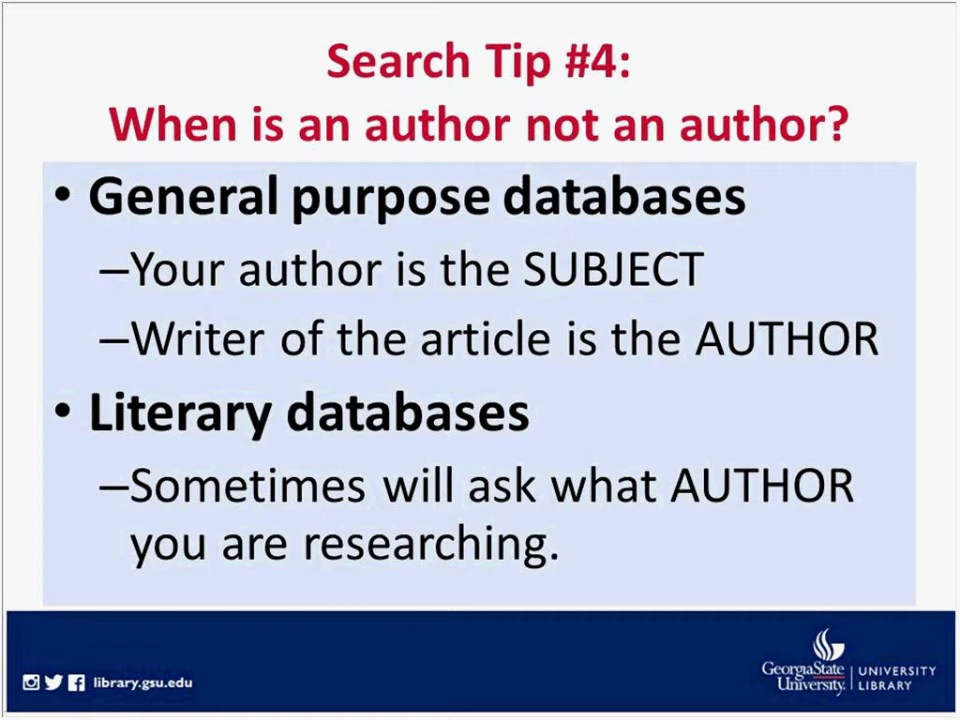 Search Tip #4:
When is an author not an author?
• General purpose databases
–Your author is the SUBJECT
–Writer of the article is the AUTHOR
• Literary databases
–Sometimes will ask what AUTHOR
you are researching.
library.gsu.edu
GeorgiaState
University
UNIVERSITY
LIBRARY